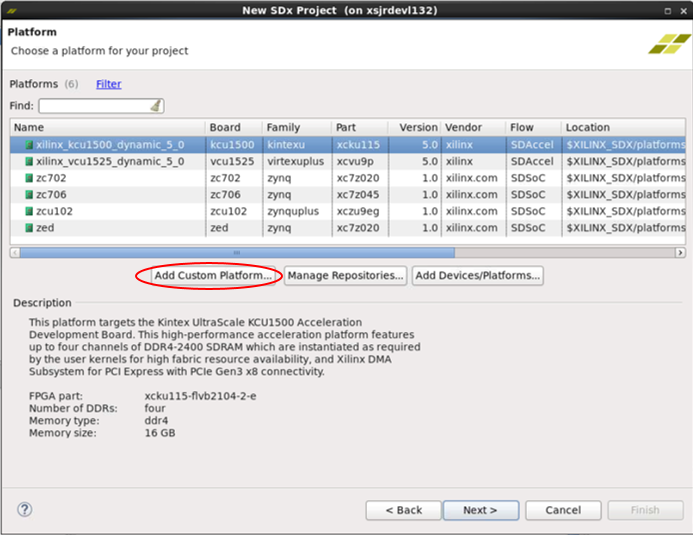 New SDx Project (on xsjrdevl132)
Platform
Choose a platform for your project
Platforms (6) Filter
Find:
Name Board Family Part Version Vendor Flow Location
xilinx_kcu1500_dynamic_5_0 kcu1500 kintexu xcku115 5.0 xilinx SDAccel $XILINX_SDX/platforms
xilinx_vcu1525_dynamic_5_0 vcu1525 virtexuplus xcvu9p 5.0 xilinx SDAccel $XILINX_SDX/platforms
zc702 zc702 zynq xc7z020 1.0 xilinx.com SDSoC $XILINX_SDX/platforms
zc706 zc706 zynq xc7z045 1.0 xilinx.com SDSoC $XILINX_SDX/platforms
zcu102 zcu102 zynquplus xczu9eg 1.0 xilinx.com SDSoC $XILINX_SDX/platforms
zed zed zynq xc7z020 1.0 xilinx.com SDSoC $XILINX_SDX/platforms
Add Custom Platform... Manage Repositories... Add Devices/Platforms...
Description
This platform targets the Kintex UltraScale KCU1500 Acceleration
Development Board. This high-performance acceleration platform features
up to four channels of DDR4-2400 SDRAM which are instantiated as required
by the user kernels for high fabric resource availability, and Xilinx DMA
Subsystem for PCI Express with PCIe Gen3 x8 connectivity.
FPGA part: xcku115-flvb2104-2-e
Number of DDRs: four
Memory type: ddr4
Memory size: 16 GB
? < Back Next > Cancel Finish